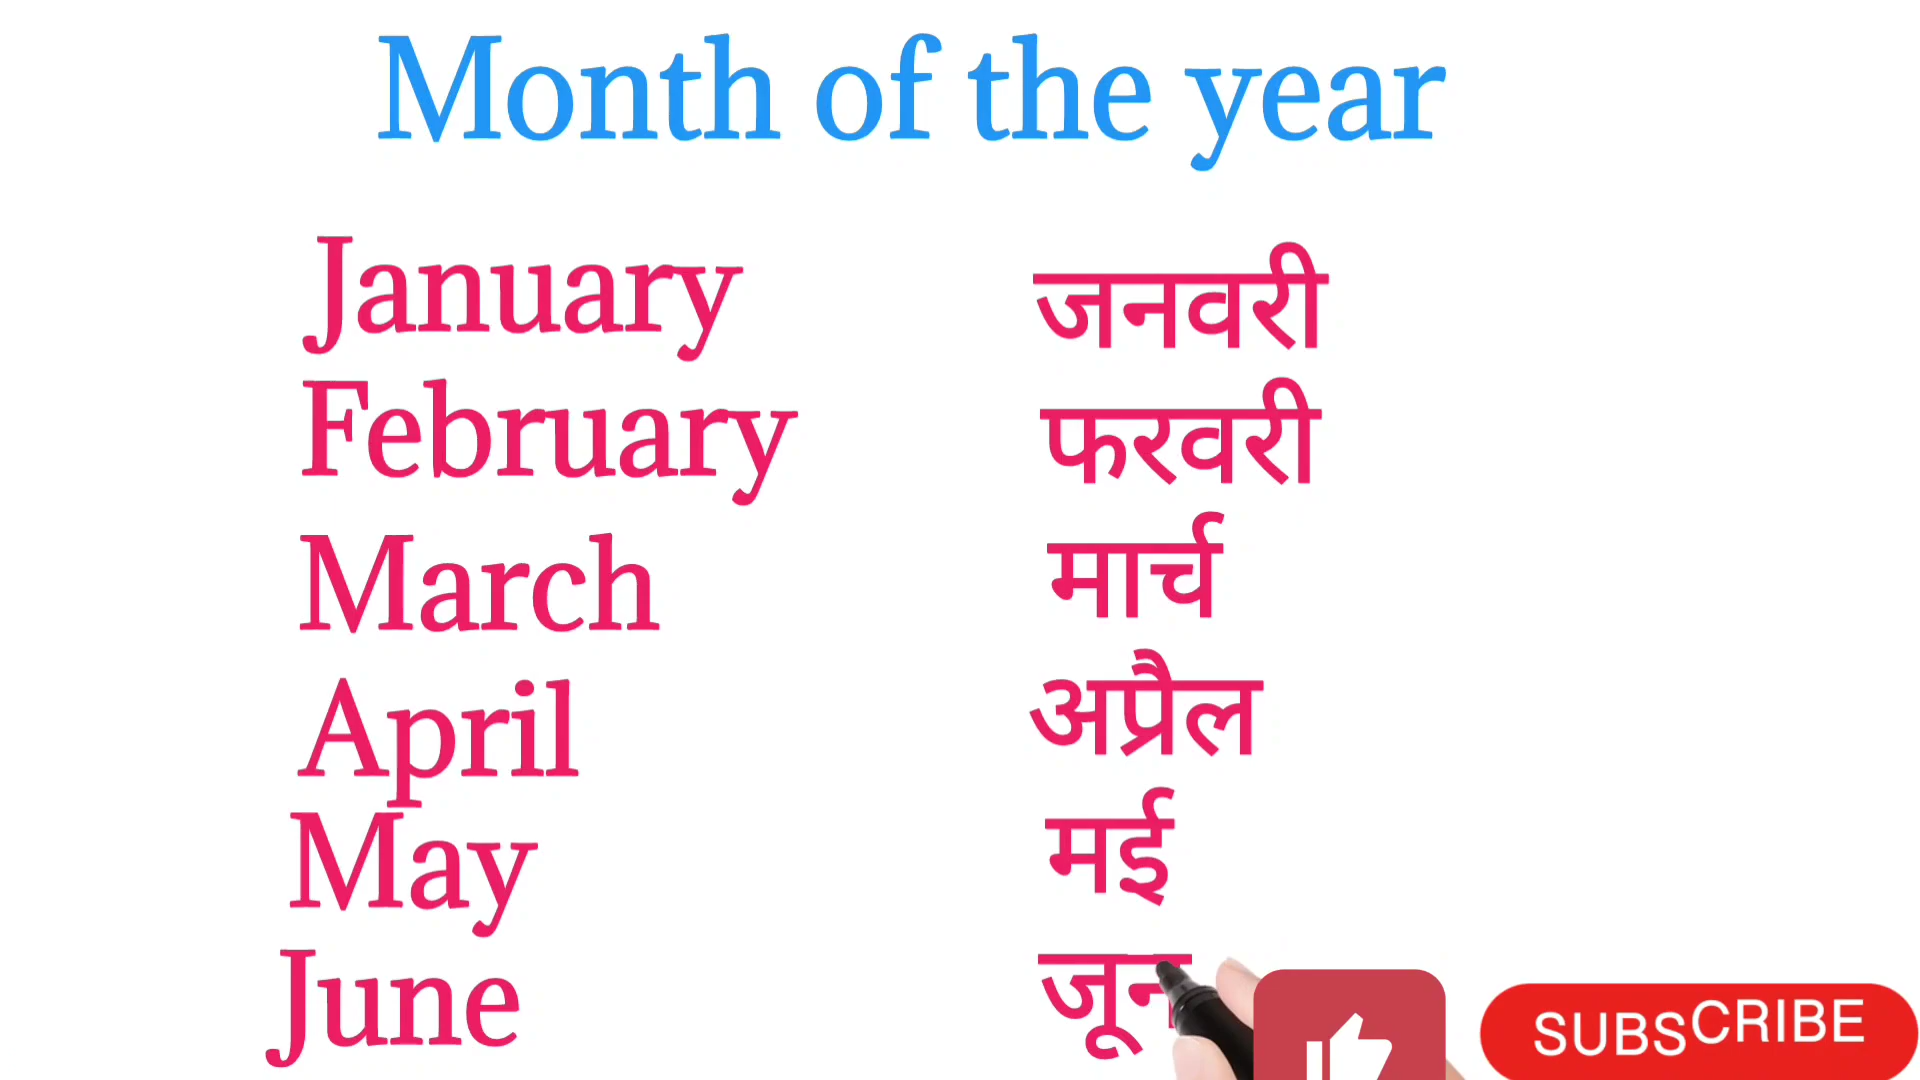 Month of the year
January जनवरी
February फरवरी
March मार्च
April अप्रैल
May मई
June जून
SUBSCRIBE